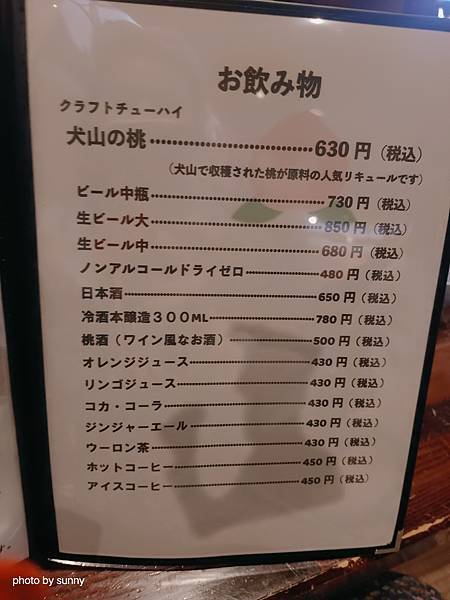 お飲み物
クラフトチューハイ
犬山の桃……………………………630円（税込）
（犬山で収穫された桃が原料の人気リキュールです）
ビール中瓶……………………………730円（税込）
生ビール大……………………………850円（税込）
生ビール中……………………………680円（税込）
ノンアルコールドライゼロ……………480円（税込）
日本酒…………………………………650円（税込）
冷酒本醸造３００ML…………………780円（税込）
桃酒（ワイン風なお酒）………………500円（税込）
オレンジジュース……………………430円（税込）
リンゴジュース………………………430円（税込）
コカ・コーラ…………………………430円（税込）
ジンジャーエール……………………430円（税込）
ウーロン茶……………………………430円（税込）
ホットコーヒー………………………450円（税込）
アイスコーヒー………………………450円（税込）
photo by sunny